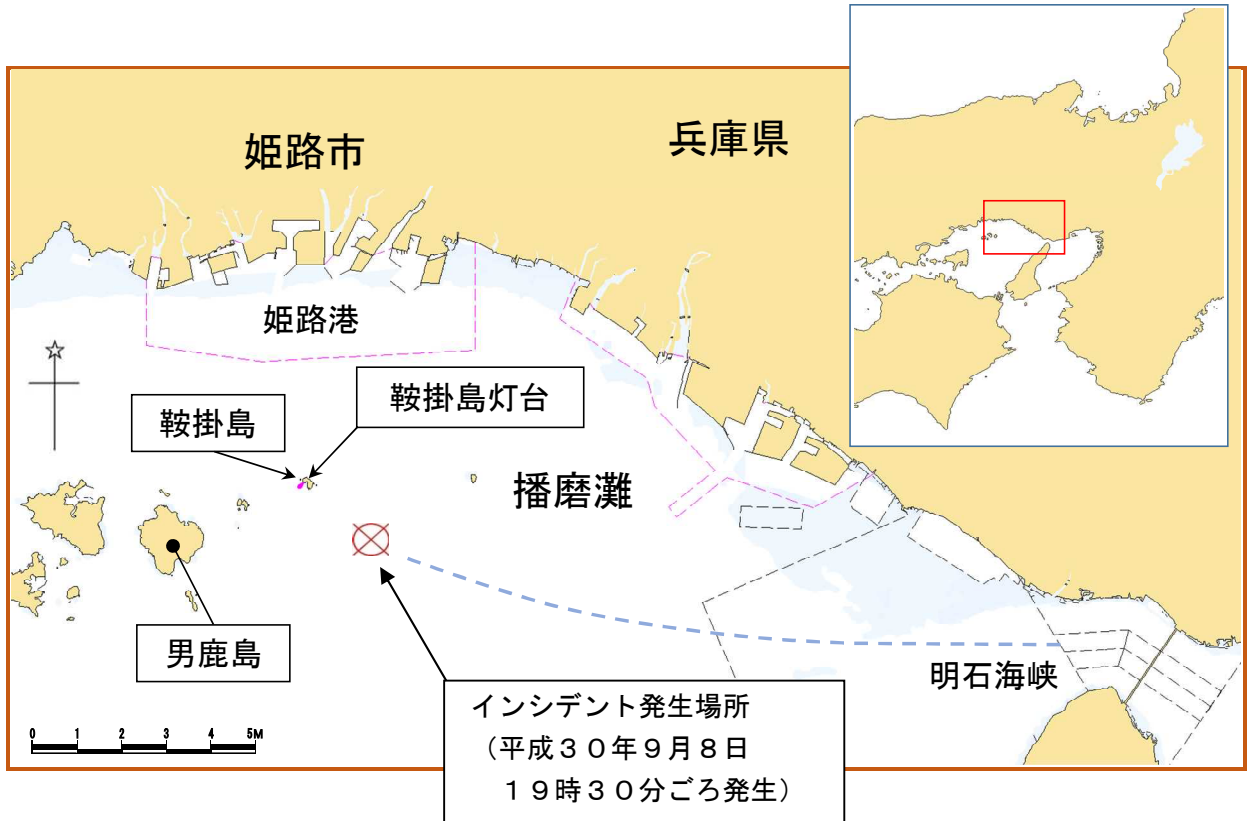 兵庫県
姫路市
姫路港
鞍掛島灯台
鞍掛島
播磨灘
男鹿島
明石海峡
インシデント発生場所
（平成３０年９月８日
１９時３０分ごろ発生）
0 1 2 3 4 5M